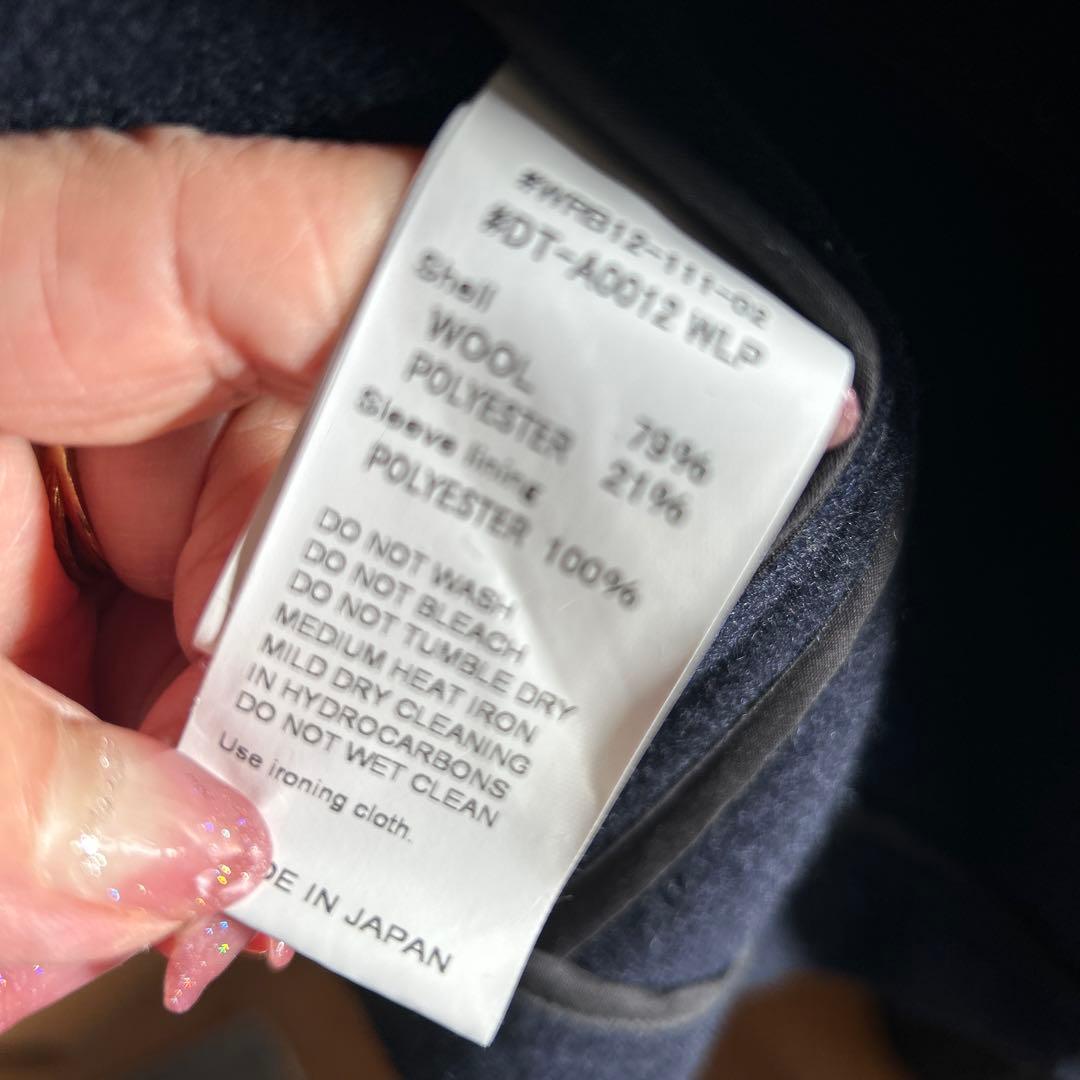 #WRB12-111-02
#DT-A0012 WLP
Shell
WOOL 79%
POLYESTER 21%
Sleeve lining
POLYESTER 100%
DO NOT WASH
DO NOT BLEACH
DO NOT TUMBLE DRY
MEDIUM HEAT IRON
MILD DRY CLEANING
IN HYDROCARBONS
DO NOT WET CLEAN
Use ironing cloth.
DE IN JAPAN